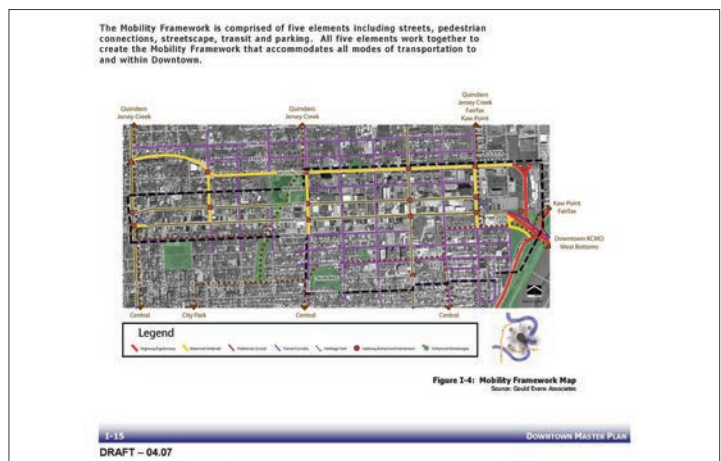 The Mobility Framework is comprised of five elements including streets, pedestrian
connections, streetscape, transit and parking.  All five elements work together to
create the Mobility Framework that accommodates all modes of transportation to
and within Downtown.
Quindaro
Jersey Creek
Quindaro
Jersey Creek
Quindaro
Jersey Creek
Fairfax
Kaw Point
Kaw Point
Fairfax
Downtown KCMO
West Bottoms
Central
City Park
Central
Central
Legend
Figure I-4:  Mobility Framework Map
Source: Gould Evans Associates
I-15
DOWNTOWN MASTER PLAN
DRAFT – 04.07